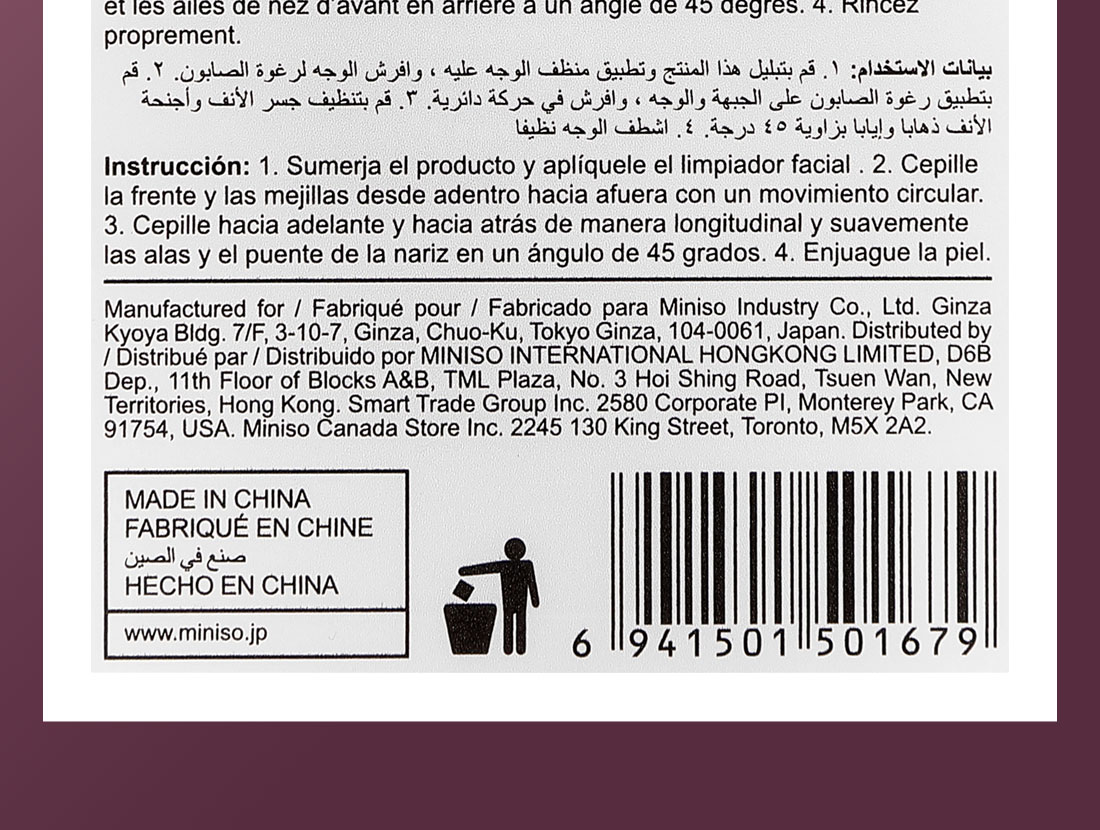 et les ailes de nez d'avant en arrière à un angle de 45 degrés. 4. Rincez
proprement.
بيانات الاستخدام: ١. قم بتبليل هذا المنتج وتطبيق منظف الوجه عليه ، وافرش الوجه لرغوة الصابون. ٢. قم
بتطبيق رغوة الصابون على الجبهة والوجه ، وافرش في حركة دائرية. ٣. قم بتنظيف جسر الأنف وأجنحة
الأنف ذهابا وإيابا بزاوية ٤٥ درجة. ٤. اشطف الوجه نظيفا
Instrucción: 1. Sumerja el producto y aplíquele el limpiador facial . 2. Cepille
la frente y las mejillas desde adentro hacia afuera con un movimiento circular.
3. Cepille hacia adelante y hacia atrás de manera longitudinal y suavemente
las alas y el puente de la nariz en un ángulo de 45 grados. 4. Enjuague la piel.
Manufactured for / Fabriqué pour / Fabricado para Miniso Industry Co., Ltd. Ginza
Kyoya Bldg. 7/F, 3-10-7, Ginza, Chuo-Ku, Tokyo Ginza, 104-0061, Japan. Distributed by
/ Distribué par / Distribuido por MINISO INTERNATIONAL HONGKONG LIMITED, D6B
Dep., 11th Floor of Blocks A&B, TML Plaza, No. 3 Hoi Shing Road, Tsuen Wan, New
Territories, Hong Kong. Smart Trade Group Inc. 2580 Corporate Pl, Monterey Park, CA
91754, USA. Miniso Canada Store Inc. 2245 130 King Street, Toronto, M5X 2A2.
MADE IN CHINA
FABRIQUÉ EN CHINE
صنع في الصين
HECHO EN CHINA
www.miniso.jp
6 941501 501679